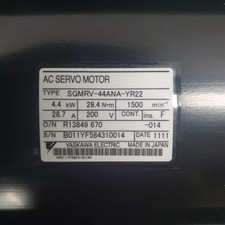 AC SERVO MOTOR
TYPE SGMRV-44ANA-YR22
4.4 kW 28.4 N•m 1500 min⁻¹
28.7 A 200 V CONT. INS. F
O/N R13849 670 -014
S/N B011YF584310014 DATE 1111
YASKAWA ELECTRIC MADE IN JAPAN